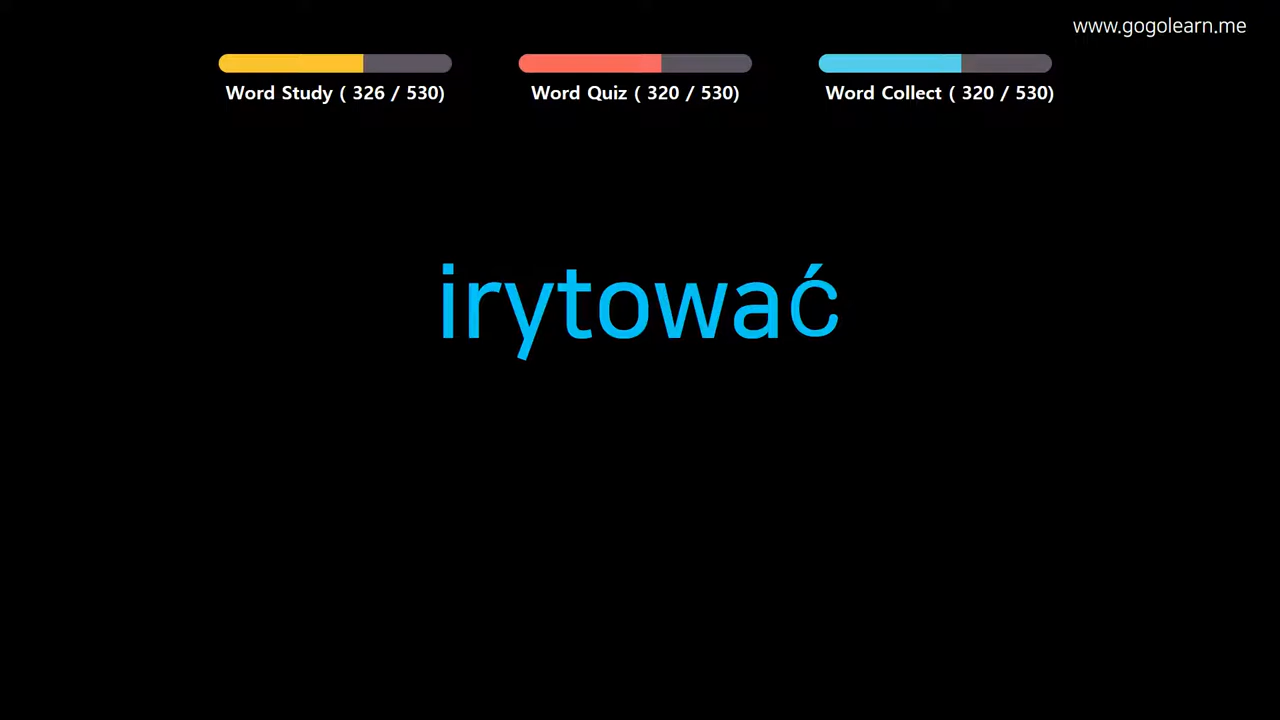 www.gogolearn.me
Word Study ( 326 / 530)
Word Quiz ( 320 / 530)
Word Collect ( 320 / 530)
irytować